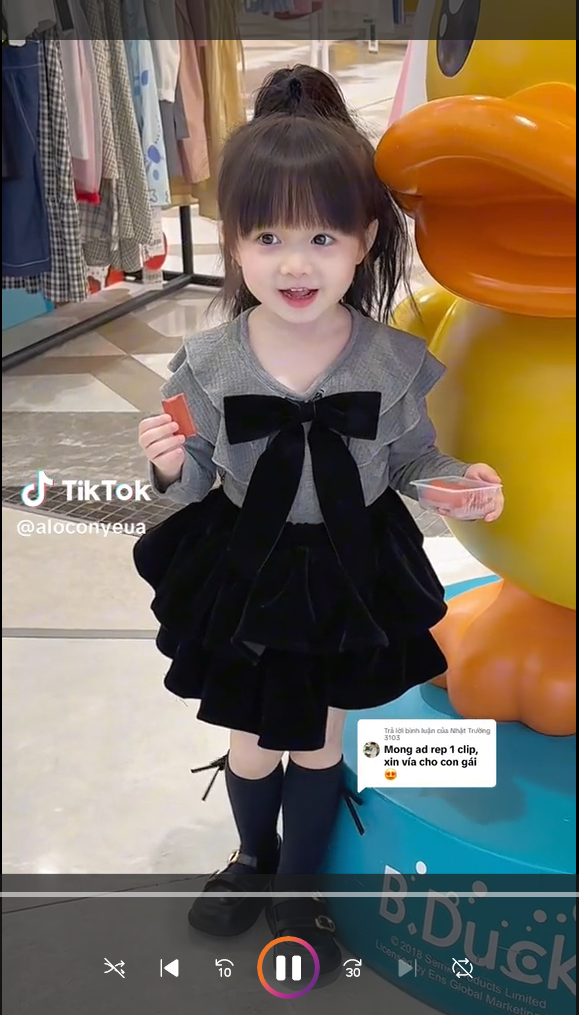 TikTok
@aloconyeua
Trả lời bình luận của Nhật Trường
3103
Mong ad rep 1 clip,
xin vía cho con gái
😍
B.Duck
© 2018 Semk Products Limited
Licensed by Ens Global Marketing
10
30